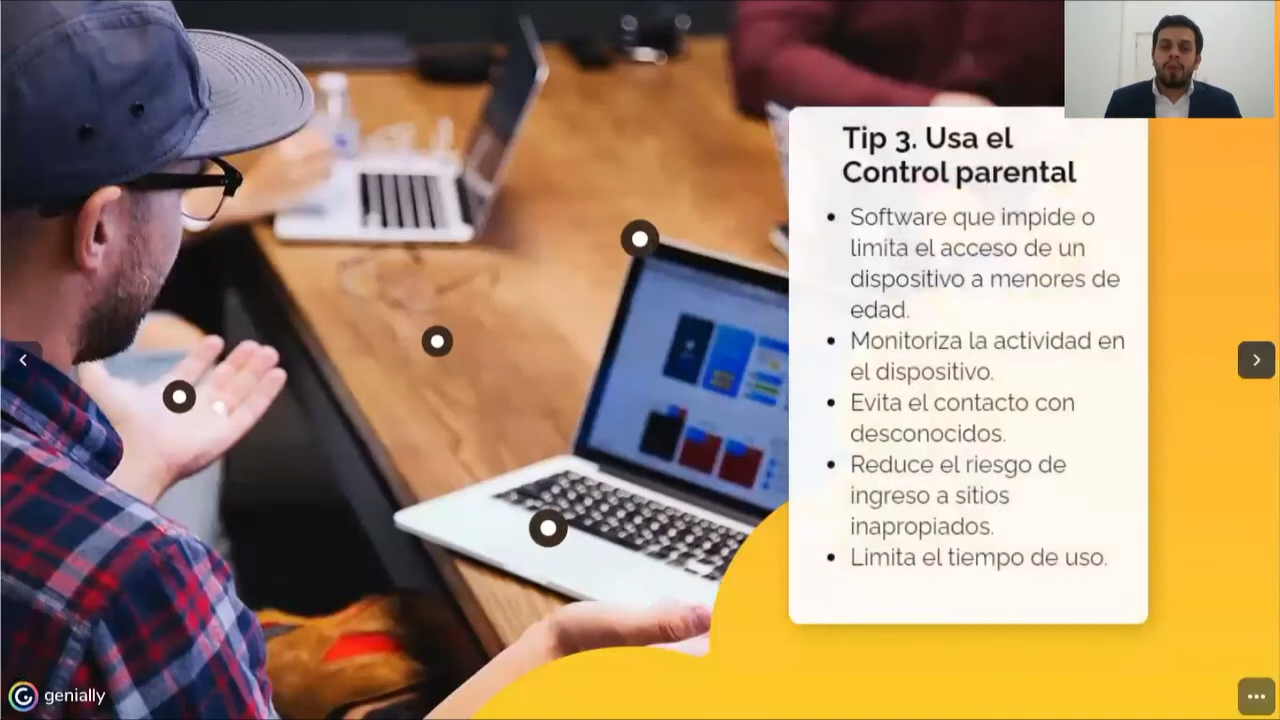 Tip 3. Usa el
Control parental
• Software que impide o
limita el acceso de un
dispositivo a menores de
edad.
• Monitoriza la actividad en
el dispositivo.
• Evita el contacto con
desconocidos.
• Reduce el riesgo de
ingreso a sitios
inapropiados.
• Limita el tiempo de uso.
genially